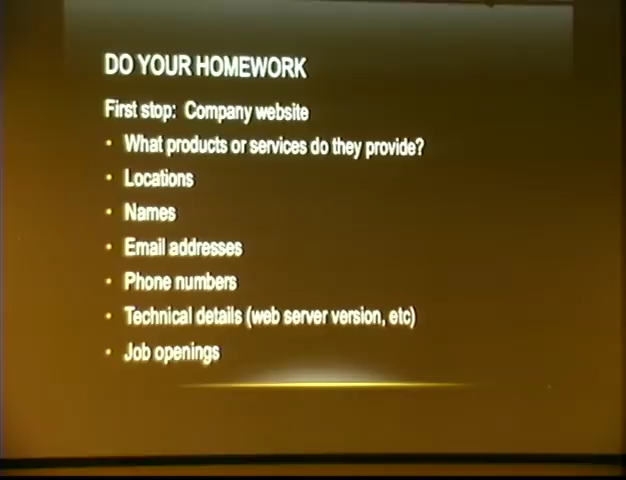 DO YOUR HOMEWORK
First stop: Company website
• What products or services do they provide?
• Locations
• Names
• Email addresses
• Phone numbers
• Technical details (web server version, etc)
• Job openings